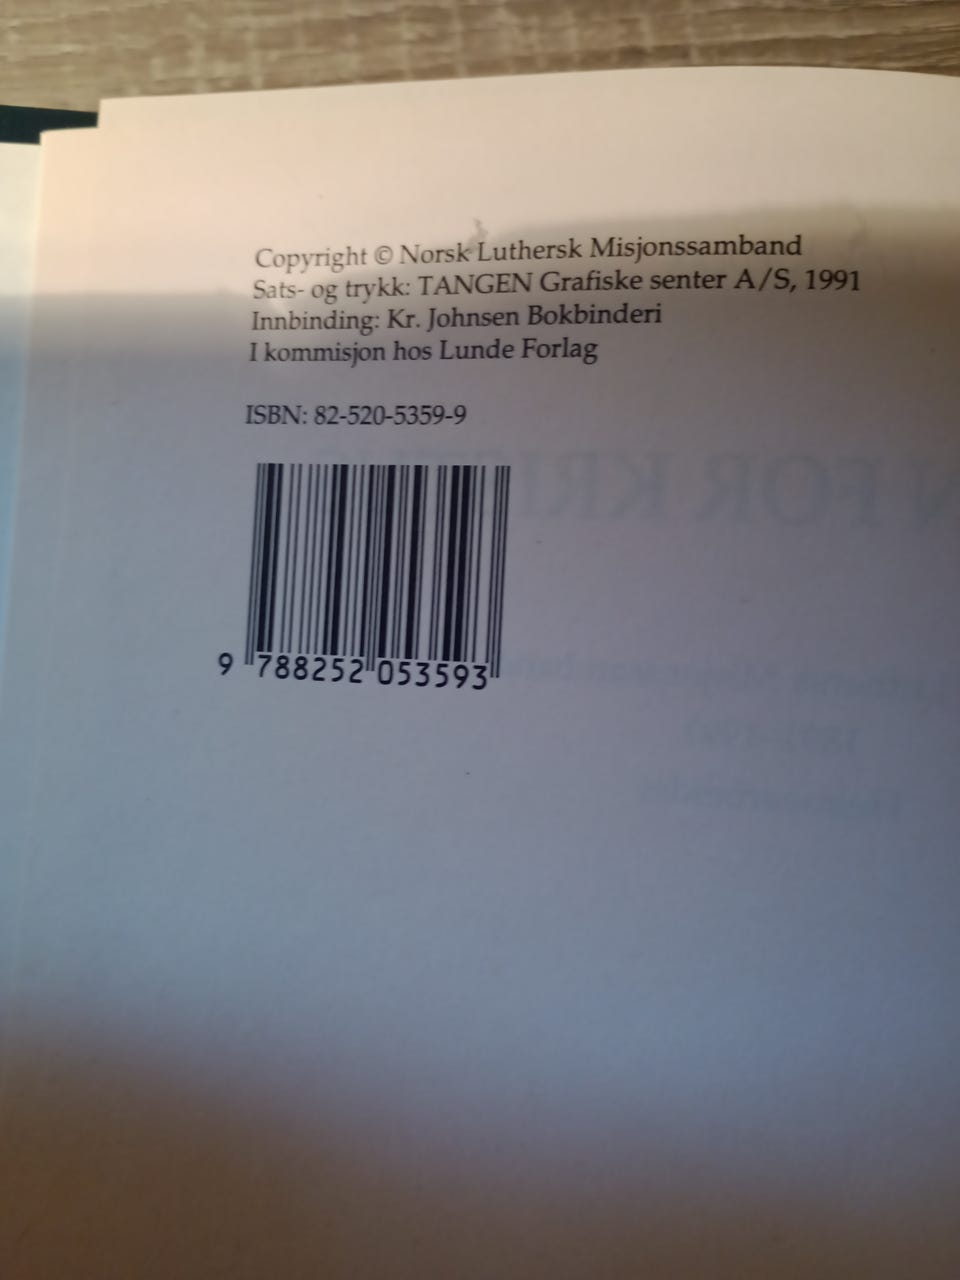 Copyright © Norsk Luthersk Misjonssamband
Sats- og trykk: TANGEN Grafiske senter A/S, 1991
Innbinding: Kr. Johnsen Bokbinderi
I kommisjon hos Lunde Forlag
ISBN: 82-520-5359-9
9 788252 053593